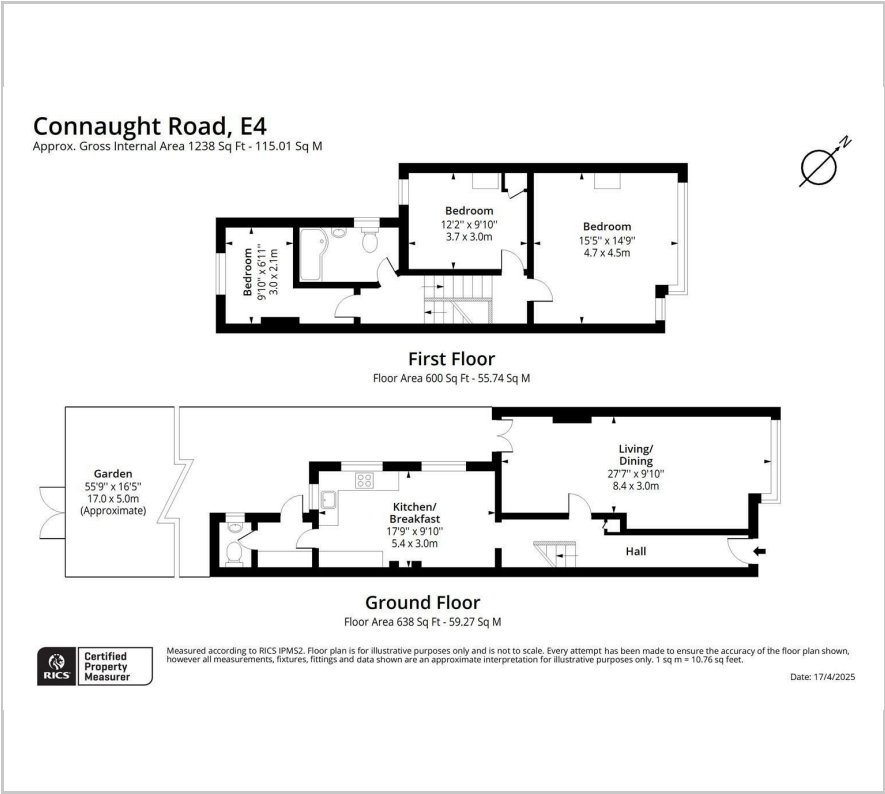 Connaught Road, E4
Approx. Gross Internal Area 1238 Sq Ft - 115.01 Sq M
N
Bedroom
12'2" x 9'10"
3.7 x 3.0m
Bedroom
15'5" x 14'9"
4.7 x 4.5m
Bedroom
9'10" x 6'11"
3.0 x 2.1m
First Floor
Floor Area 600 Sq Ft - 55.74 Sq M
Living/
Dining
27'7" x 9'10"
8.4 x 3.0m
Garden
55'9" x 16'5"
17.0 x 5.0m
(Approximate)
Kitchen/
Breakfast
17'9" x 9'10"
5.4 x 3.0m
Hall
Ground Floor
Floor Area 638 Sq Ft - 59.27 Sq M
RICS
Certified
Property
Measurer
Measured according to RICS IPMS2. Floor plan is for illustrative purposes only and is not to scale. Every attempt has been made to ensure the accuracy of the floor plan shown,
however all measurements, fixtures, fittings and data shown are an approximate interpretation for illustrative purposes only. 1 sq m = 10.76 sq feet.
Date: 17/4/2025